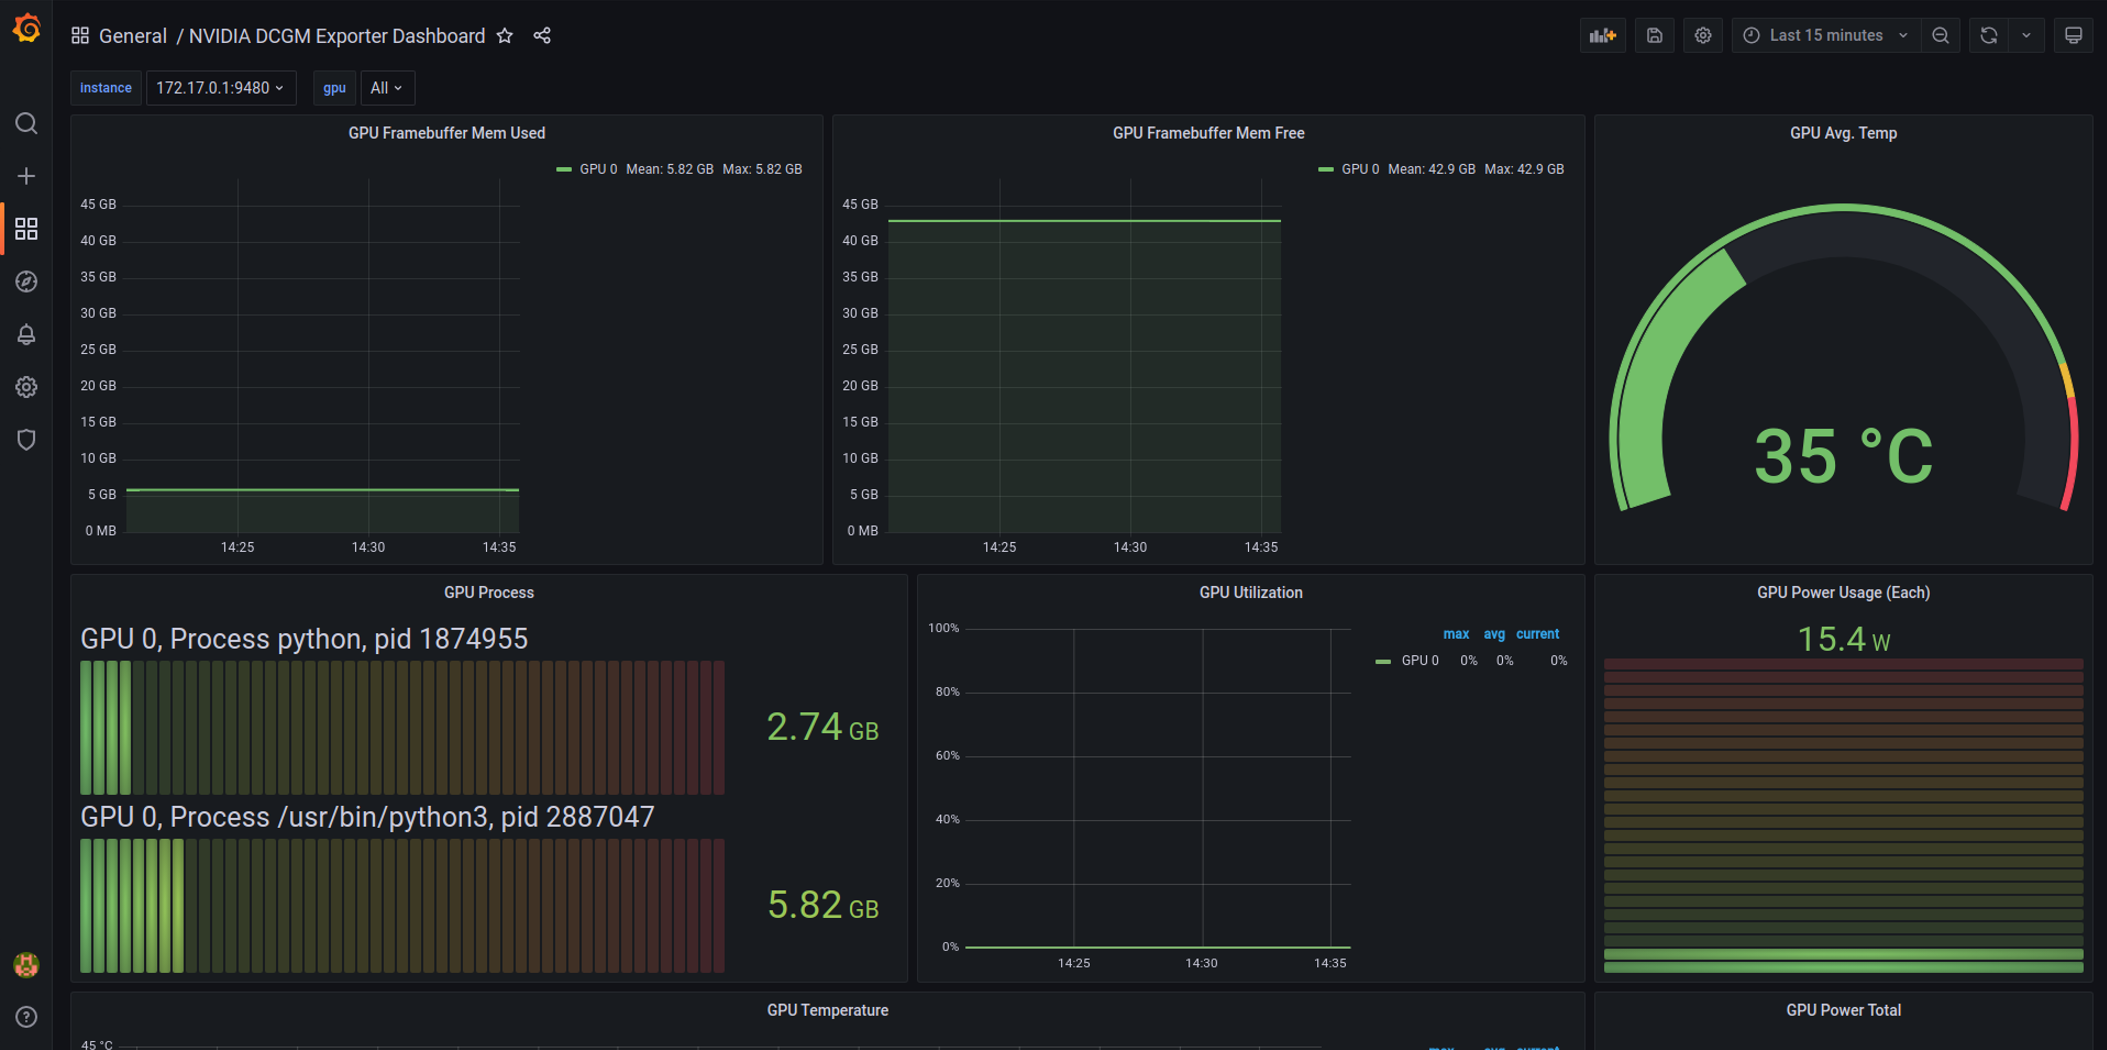 General / NVIDIA DCGM Exporter Dashboard
Last 15 minutes
instance 172.17.0.1:9480 gpu All
GPU Framebuffer Mem Used
GPU 0 Mean: 5.82 GB Max: 5.82 GB
45 GB
40 GB
35 GB
30 GB
25 GB
20 GB
15 GB
10 GB
5 GB
0 MB
14:25 14:30 14:35
GPU Framebuffer Mem Free
GPU 0 Mean: 42.9 GB Max: 42.9 GB
45 GB
40 GB
35 GB
30 GB
25 GB
20 GB
15 GB
10 GB
5 GB
0 MB
14:25 14:30 14:35
GPU Avg. Temp
35 °C
GPU Process
GPU 0, Process python, pid 1874955
2.74 GB
GPU 0, Process /usr/bin/python3, pid 2887047
5.82 GB
GPU Utilization
max avg current
GPU 0 0% 0% 0%
100%
80%
60%
40%
20%
0%
14:25 14:30 14:35
GPU Power Usage (Each)
15.4 W
GPU Temperature
45 °C
max avg current
GPU Power Total